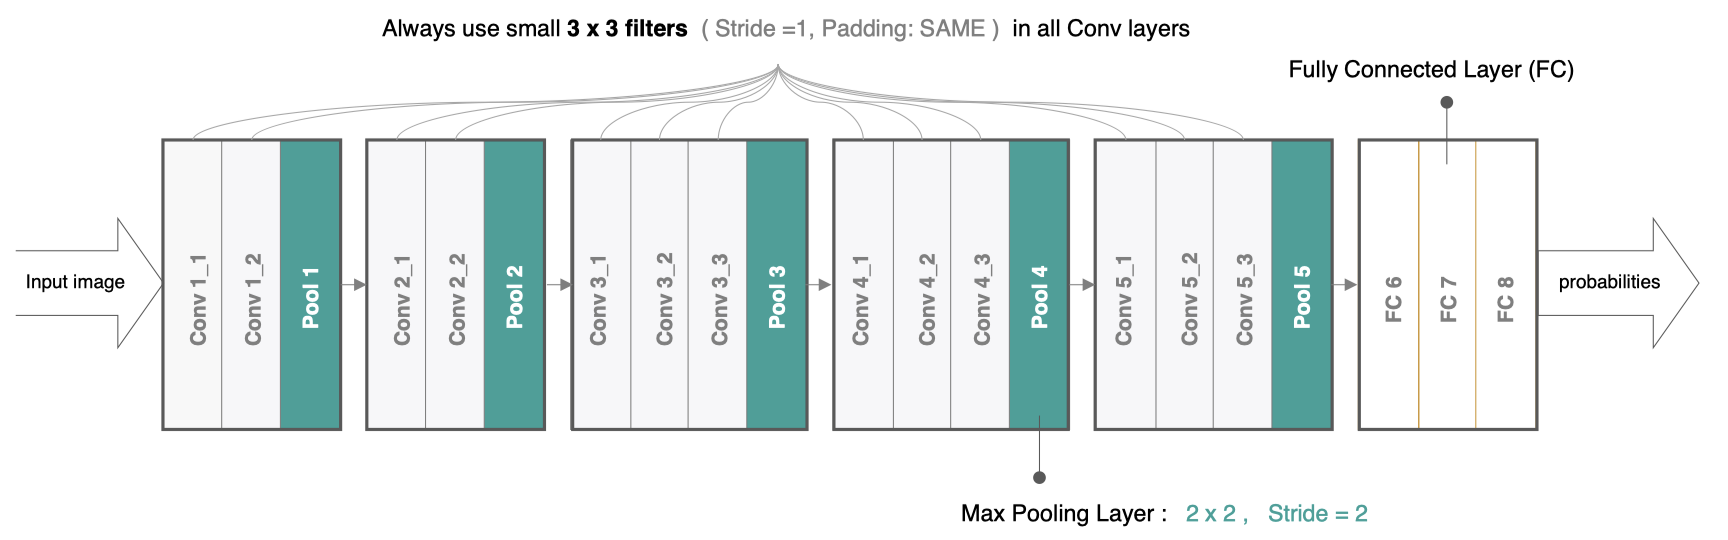 Always use small 3 x 3 filters ( Stride =1, Padding: SAME ) in all Conv layers
Fully Connected Layer (FC)
Input image
Conv 1_1
Conv 1_2
Pool 1
Conv 2_1
Conv 2_2
Pool 2
Conv 3_1
Conv 3_2
Conv 3_3
Pool 3
Conv 4_1
Conv 4_2
Conv 4_3
Pool 4
Conv 5_1
Conv 5_2
Conv 5_3
Pool 5
FC 6
FC 7
FC 8
probabilities
Max Pooling Layer : 2 x 2 , Stride = 2